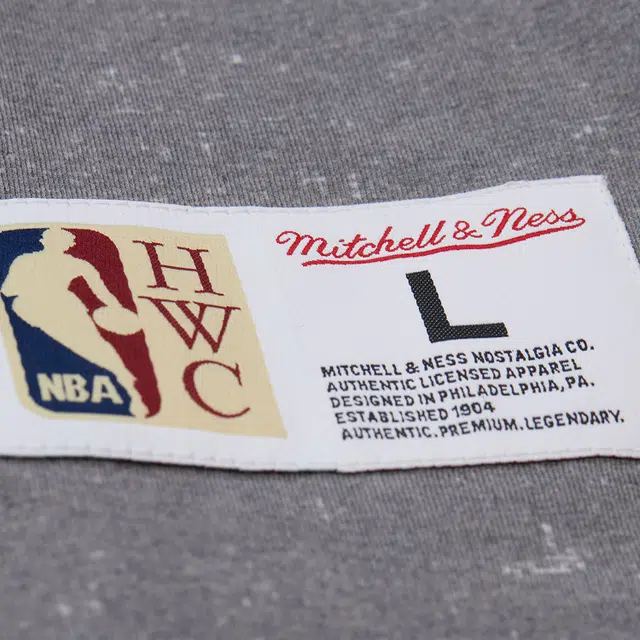 NBA
H
W
C
Mitchell & Ness
L
MITCHELL & NESS NOSTALGIA CO.
AUTHENTIC LICENSED APPAREL
DESIGNED IN PHILADELPHIA, PA.
ESTABLISHED 1904
AUTHENTIC.PREMIUM.LEGENDARY.